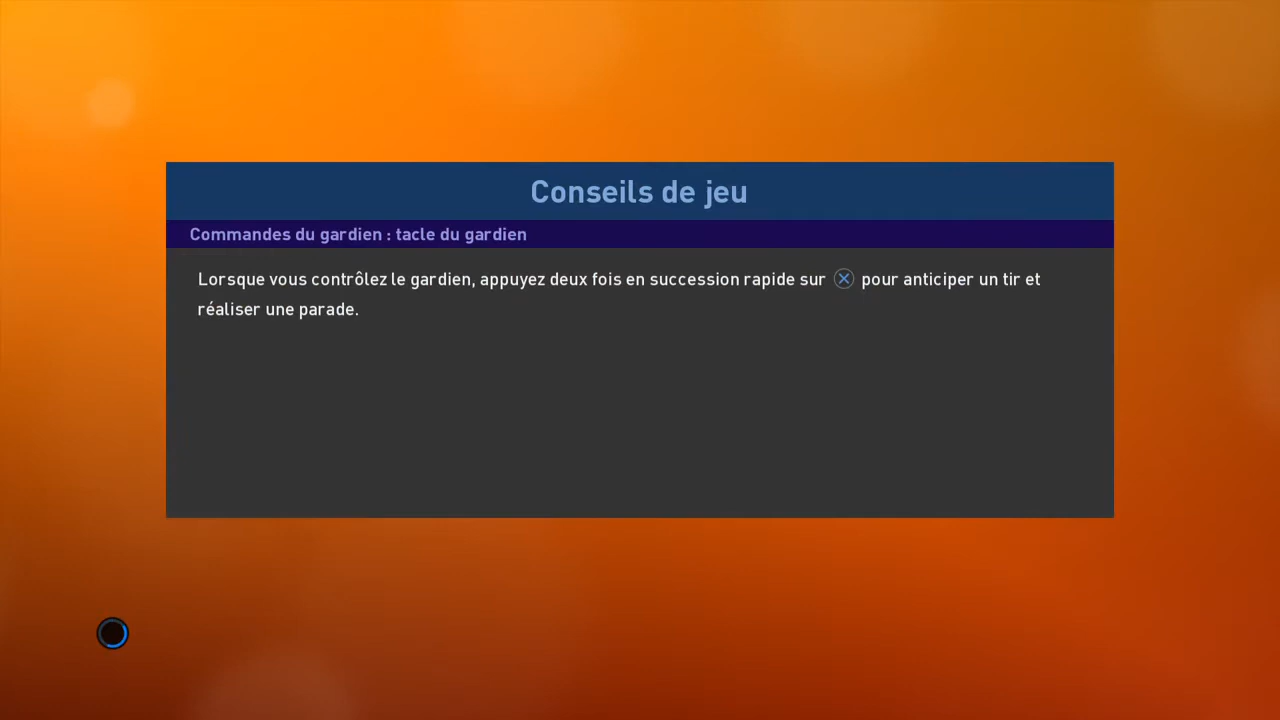 Conseils de jeu
Commandes du gardien : tacle du gardien
Lorsque vous contrôlez le gardien, appuyez deux fois en succession rapide sur ⓧ pour anticiper un tir et
réaliser une parade.